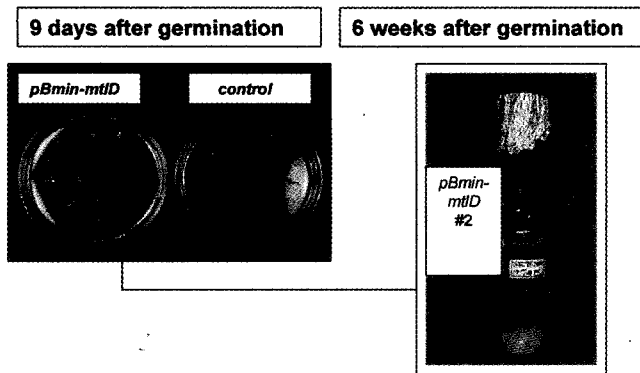 9 days after germination
6 weeks after germination
pBmin-mtlD
control
pBmin-
mtlD
#2